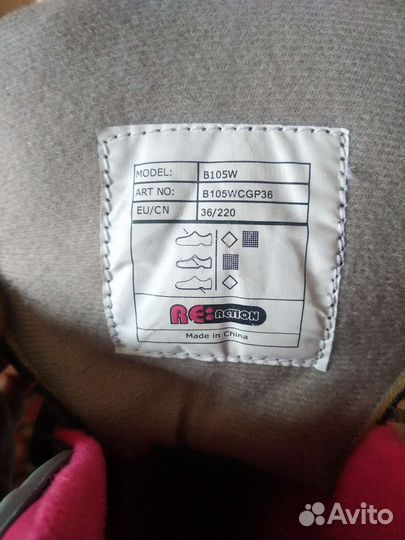 MODEL: B105W
ART NO: B105WCGP36
EU/CN 36/220
RE:ACTION
Made in China
Avito